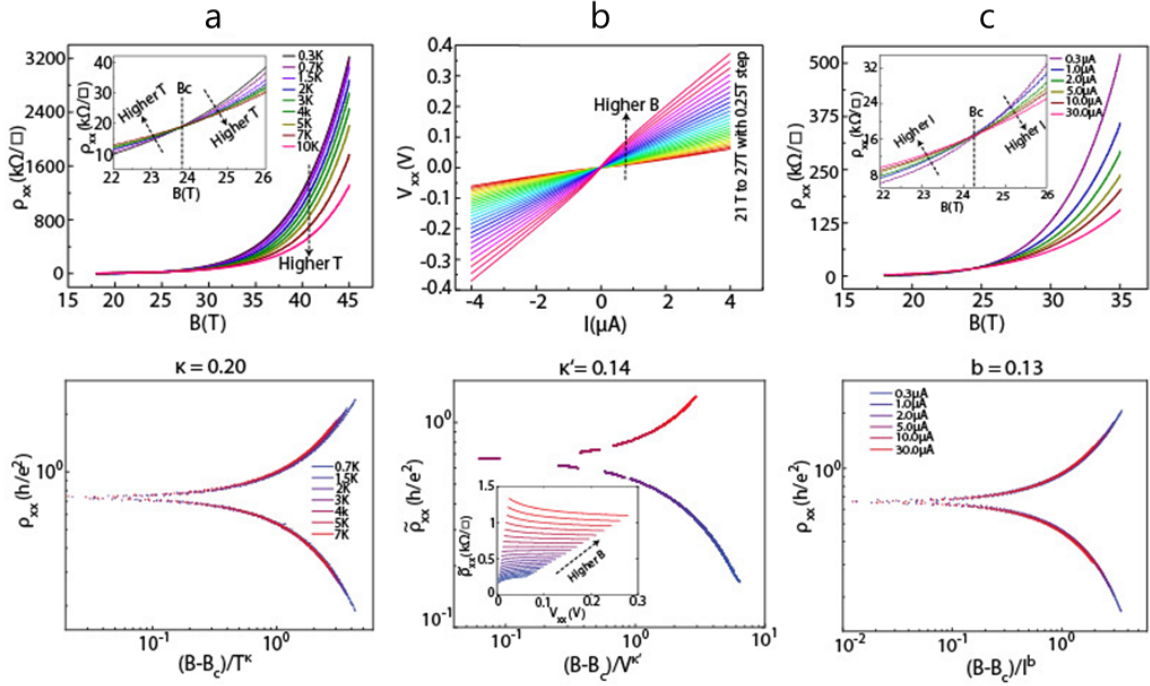 a
b
c
3200
2400
1600
800
0
ρxx (kΩ/□)
15 20 25 30 35 40 45
B(T)
0.3K
0.7K
1.5K
2K
3K
4k
5K
7K
10K
Higher T
40
30
20
10
ρxx (kΩ/□)
22 23 24 25 26
B(T)
Higher T
Bc
Higher T
0.4
0.3
0.2
0.1
0.0
-0.1
-0.2
-0.3
-0.4
Vxx (V)
-4 -2 0 2 4
I(μA)
Higher B
21T to 27T with 0.25T step
500
375
250
125
0
ρxx (kΩ/□)
15 20 25 30 35
B(T)
0.3μA
1.0μA
2.0μA
5.0μA
10.0μA
30.0μA
32
24
16
8
ρxx (kΩ/□)
22 23 24 25 26
B(T)
Higher I
Bc
Higher I
κ = 0.20
10⁰
ρxx (h/e²)
10⁻¹ 10⁰
(B-Bc)/Tκ
0.7K
1.5K
2K
3K
4k
5K
7K
κ'= 0.14
10⁰
10⁻¹
ρ̃xx (h/e²)
10⁻¹ 10⁰ 10¹
(B-Bc)/Vκ'
1.5
1
0.5
0
ρ̃xx(kΩ/□)
0 0.1 0.2 0.3
Vxx (V)
Higher B
b = 0.13
10⁰
ρxx (h/e²)
10⁻² 10⁻¹ 10⁰
(B-Bc)/Iᵇ
0.3μA
1.0μA
2.0μA
5.0μA
10.0μA
30.0μA